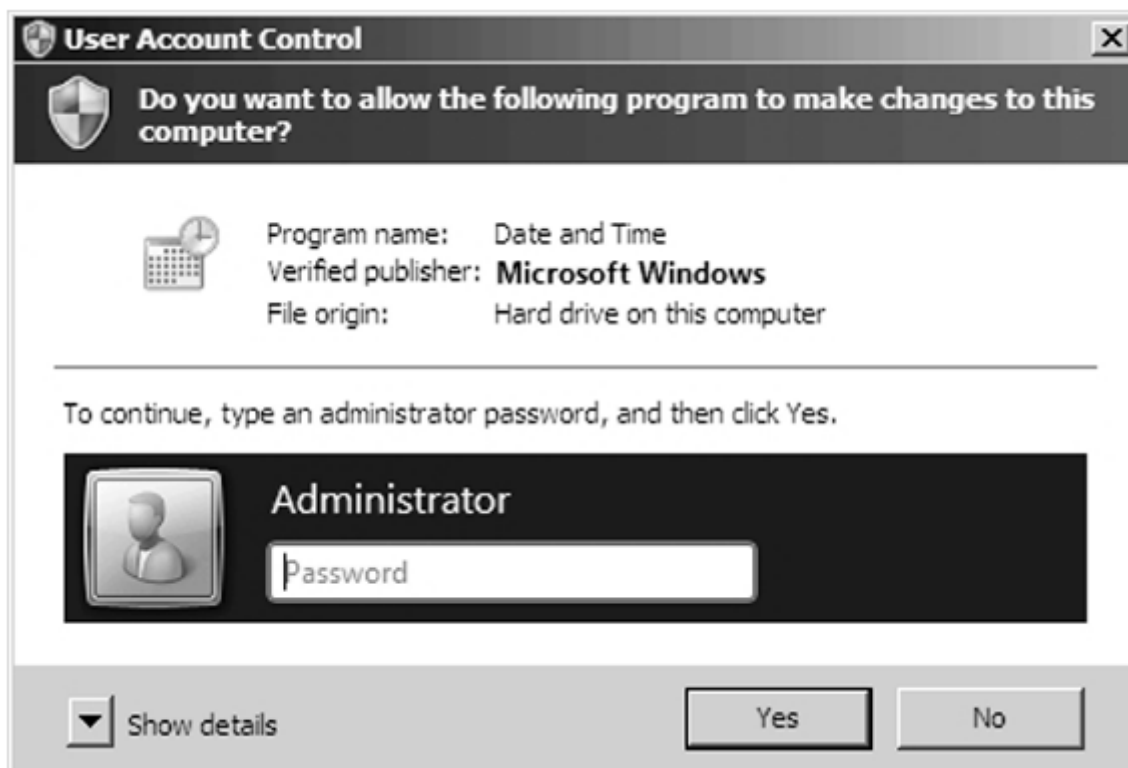 User Account Control
Do you want to allow the following program to make changes to this
computer?
Program name: Date and Time
Verified publisher: Microsoft Windows
File origin: Hard drive on this computer
To continue, type an administrator password, and then click Yes.
Administrator
Password
Show details Yes No